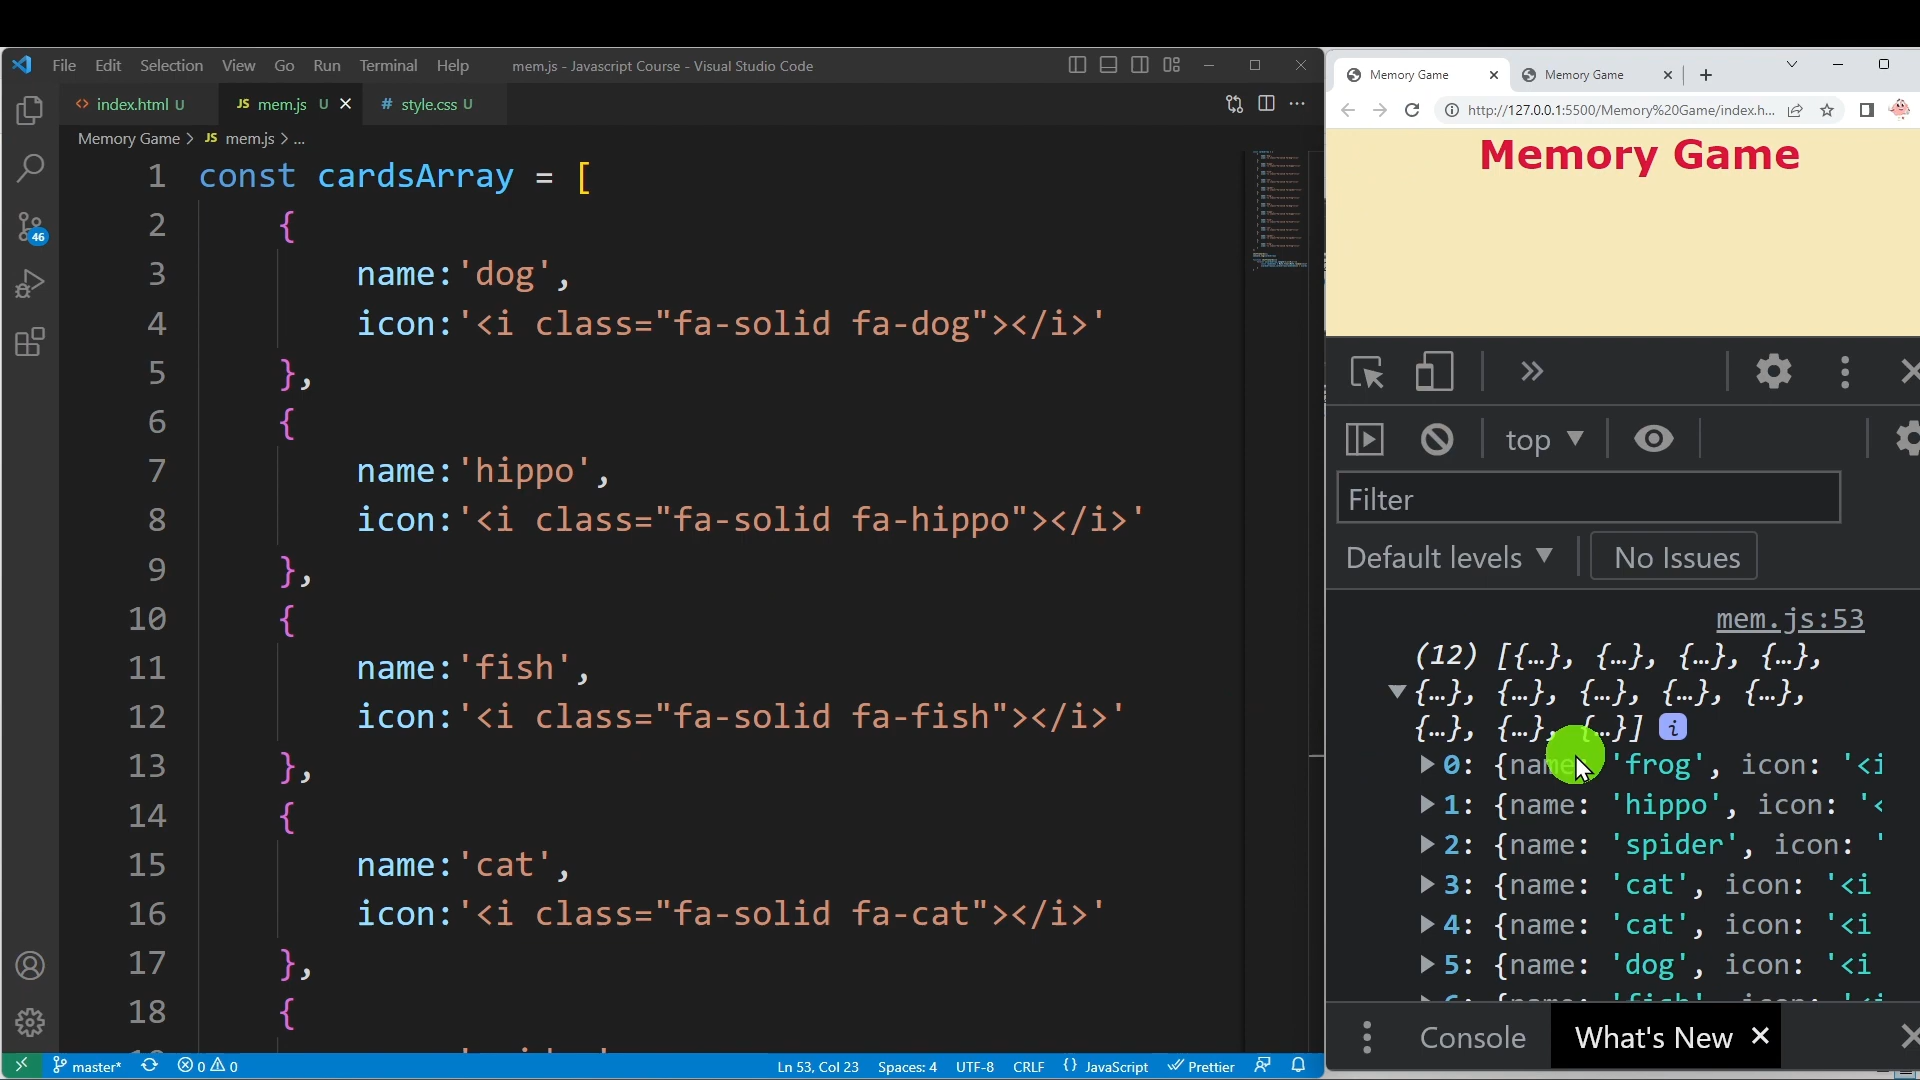 File Edit Selection View Go Run Terminal Help mem.js - Javascript Course - Visual Studio Code
<> index.html U JS mem.js U # style.css U
Memory Game > JS mem.js > ...
1 const cardsArray = [
2 {
3 name:'dog',
4 icon:'<i class="fa-solid fa-dog"></i>'
5 },
6 {
7 name:'hippo',
8 icon:'<i class="fa-solid fa-hippo"></i>'
9 },
10 {
11 name:'fish',
12 icon:'<i class="fa-solid fa-fish"></i>'
13 },
14 {
15 name:'cat',
16 icon:'<i class="fa-solid fa-cat"></i>'
17 },
18 {
46
master* 0 0 Ln 53, Col 23 Spaces: 4 UTF-8 CRLF {} JavaScript Prettier
Memory Game Memory Game
http://127.0.0.1:5500/Memory%20Game/index.h...
Memory Game
top
Filter
Default levels No Issues
mem.js:53
(12) [{…}, {…}, {…}, {…},
{…}, {…}, {…}, {…}, {…},
{…}, {…}, {…}] i
0: {name: 'frog', icon: '<i
1: {name: 'hippo', icon: '<
2: {name: 'spider', icon: '
3: {name: 'cat', icon: '<i
4: {name: 'cat', icon: '<i
5: {name: 'dog', icon: '<i
Console What's New